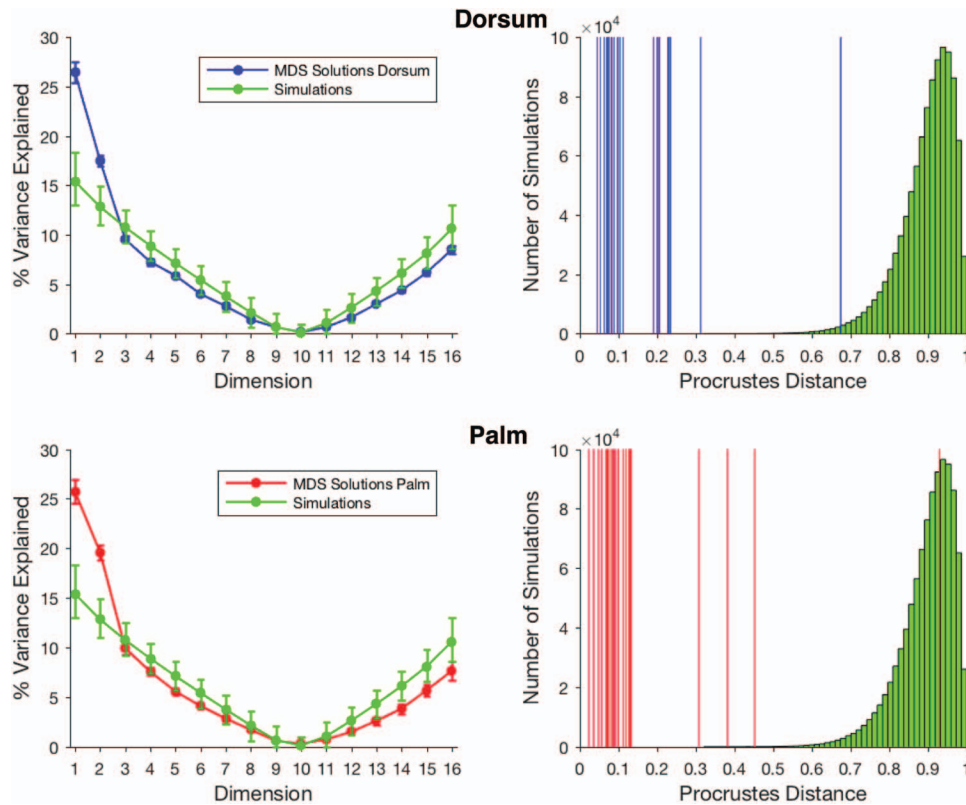 Dorsum
30
25
20
15
10
5
0
% Variance Explained
MDS Solutions Dorsum
Simulations
1 2 3 4 5 6 7 8 9 10 11 12 13 14 15 16
Dimension
×10⁴
10
8
6
4
2
0
Number of Simulations
0 0.1 0.2 0.3 0.4 0.5 0.6 0.7 0.8 0.9 1
Procrustes Distance
Palm
30
25
20
15
10
5
0
% Variance Explained
MDS Solutions Palm
Simulations
1 2 3 4 5 6 7 8 9 10 11 12 13 14 15 16
Dimension
×10⁴
10
8
6
4
2
0
Number of Simulations
0 0.1 0.2 0.3 0.4 0.5 0.6 0.7 0.8 0.9 1
Procrustes Distance